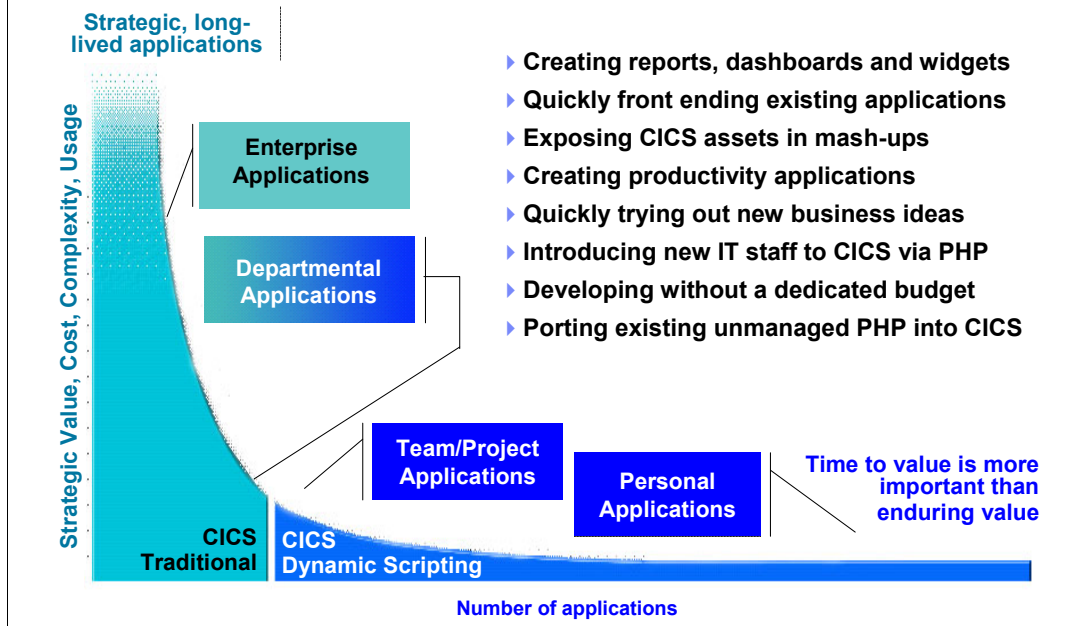 Strategic, long-
lived applications
Creating reports, dashboards and widgets
Quickly front ending existing applications
Exposing CICS assets in mash-ups
Creating productivity applications
Quickly trying out new business ideas
Introducing new IT staff to CICS via PHP
Developing without a dedicated budget
Porting existing unmanaged PHP into CICS
Strategic Value, Cost, Complexity, Usage
Enterprise
Applications
Departmental
Applications
Team/Project
Applications
Personal
Applications
Time to value is more
important than
enduring value
CICS
Traditional
CICS
Dynamic Scripting
Number of applications